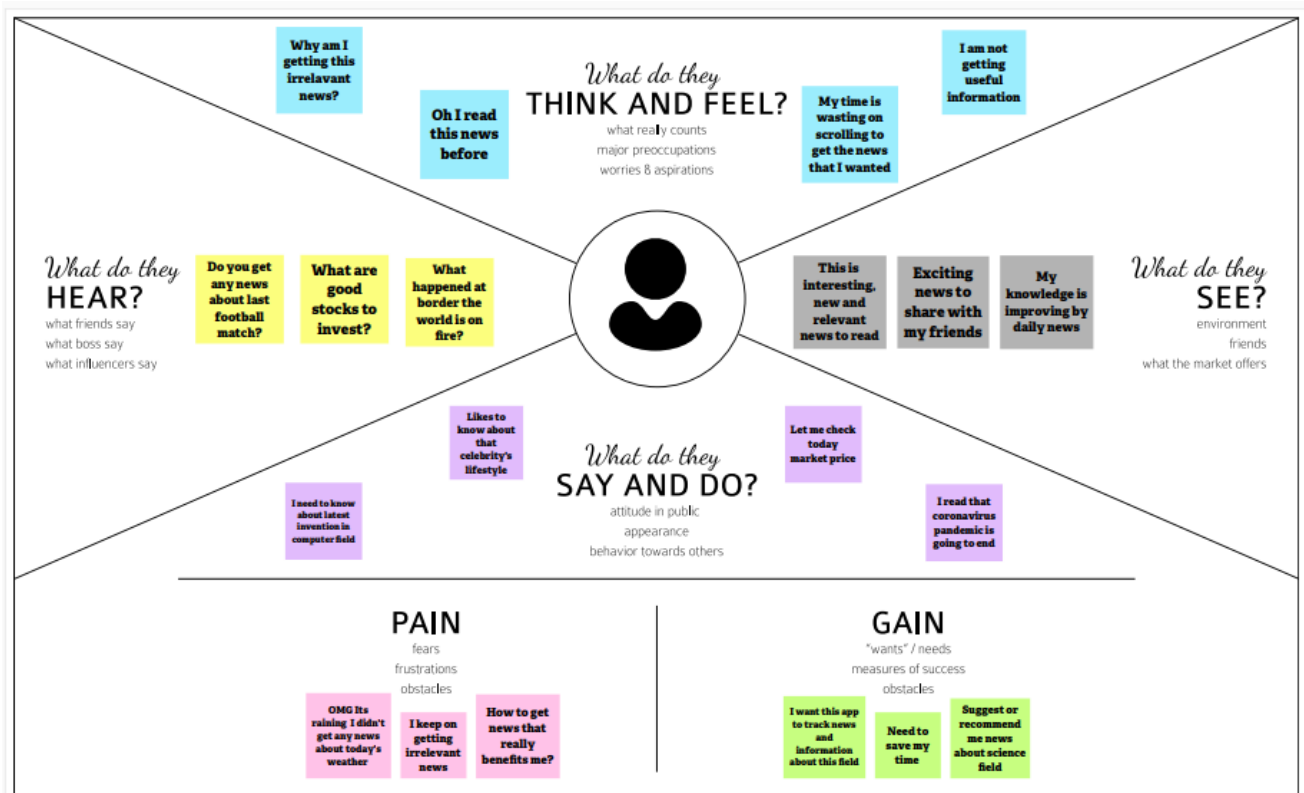 Why am I
getting this
irrelavant
news?
Oh I read
this news
before
What do they
THINK AND FEEL?
what really counts
major preoccupations
worries 8 aspirations
My time is
wasting on
scrolling to
get the news
that I wanted
I am not
getting
useful
information
What do they
HEAR?
what friends say
what boss say
what influencers say
Do you get
any news
about last
football
match?
What are
good
stocks to
invest?
What
happened at
border the
world is on
fire?
This is
interesting,
new and
relevant
news to read
Exciting
news to
share with
my friends
My
knowledge is
improving by
daily news
What do they
SEE?
environment
friends
what the market offers
Likes to
know about
that
celebrity's
lifestyle
I need to know
about latest
invention in
computer field
What do they
SAY AND DO?
attitude in public
appearance
behavior towards others
Let me check
today
market price
I read that
coronavirus
pandemic is
going to end
PAIN
fears
frustrations
obstacles
OMG Its
raining I didn't
get any news
about today's
weather
I keep on
getting
irrelevant
news
How to get
news that
really
benefits me?
GAIN
"wants" / needs
measures of success
obstacles
I want this app
to track news
and
information
about this field
Need to
save my
time
Suggest or
recommend
me news
about science
field